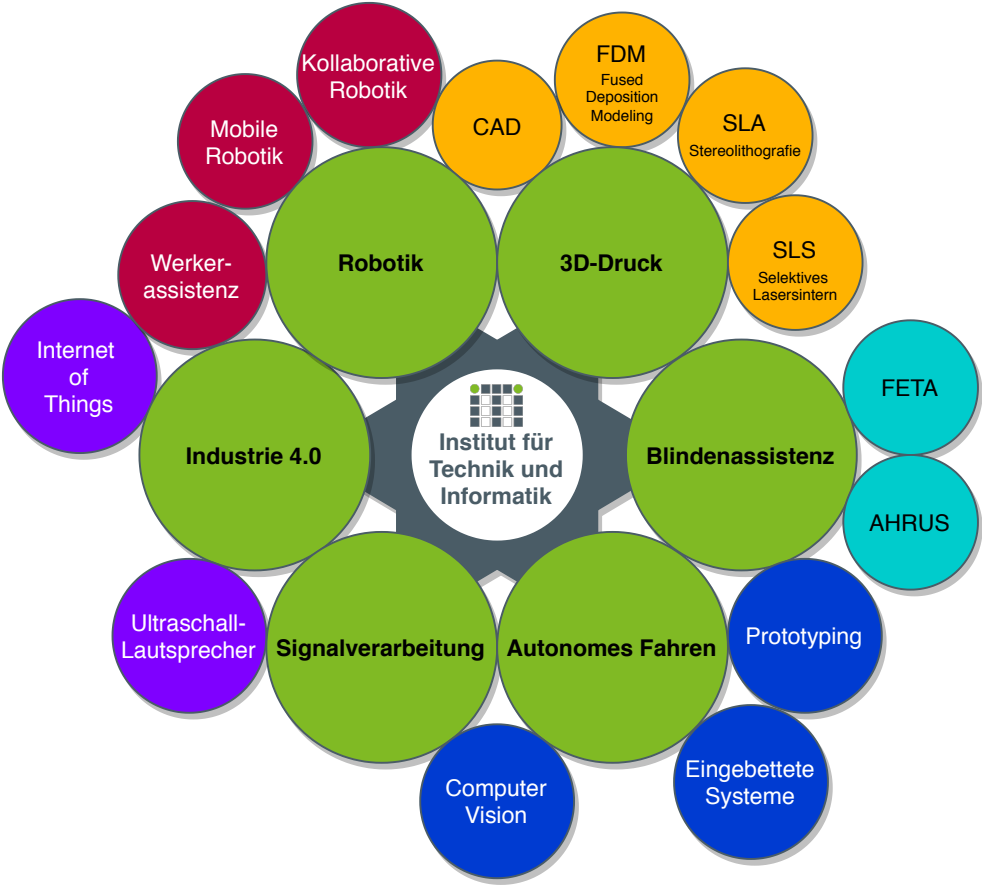 Kollaborative
Robotik
FDM
Fused
Deposition
Modeling
CAD
SLA
Stereolithografie
Mobile
Robotik
Werker-
assistenz
Robotik
3D-Druck
SLS
Selektives
Lasersintern
Internet
of
Things
FETA
Industrie 4.0
Institut für
Technik und
Informatik
Blindenassistenz
AHRUS
Ultraschall-
Lautsprecher
Signalverarbeitung
Autonomes Fahren
Prototyping
Computer
Vision
Eingebettete
Systeme